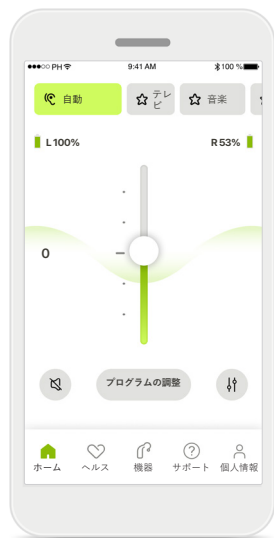 ●●●○○ PH 9:41 AM 100 %
自動
テレビ
音楽
L 100% R 53%
0
プログラムの調整
ホーム ヘルス 機器 サポート 個人情報